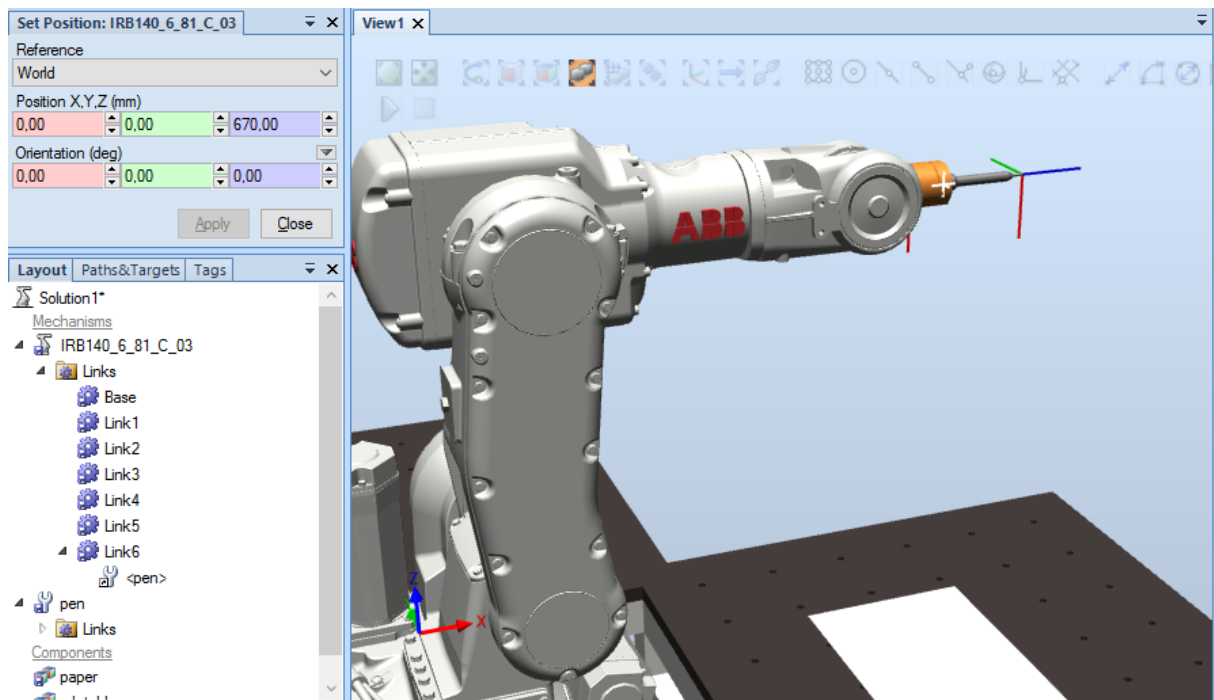 Set Position: IRB140_6_81_C_03
Reference
World
Position X,Y,Z (mm)
0,00 0,00 670,00
Orientation (deg)
0,00 0,00 0,00
Apply Close
Layout Paths&Targets Tags
Solution1*
Mechanisms
IRB140_6_81_C_03
Links
Base
Link1
Link2
Link3
Link4
Link5
Link6
<pen>
pen
Links
Components
paper
View1
ABB
Z
X